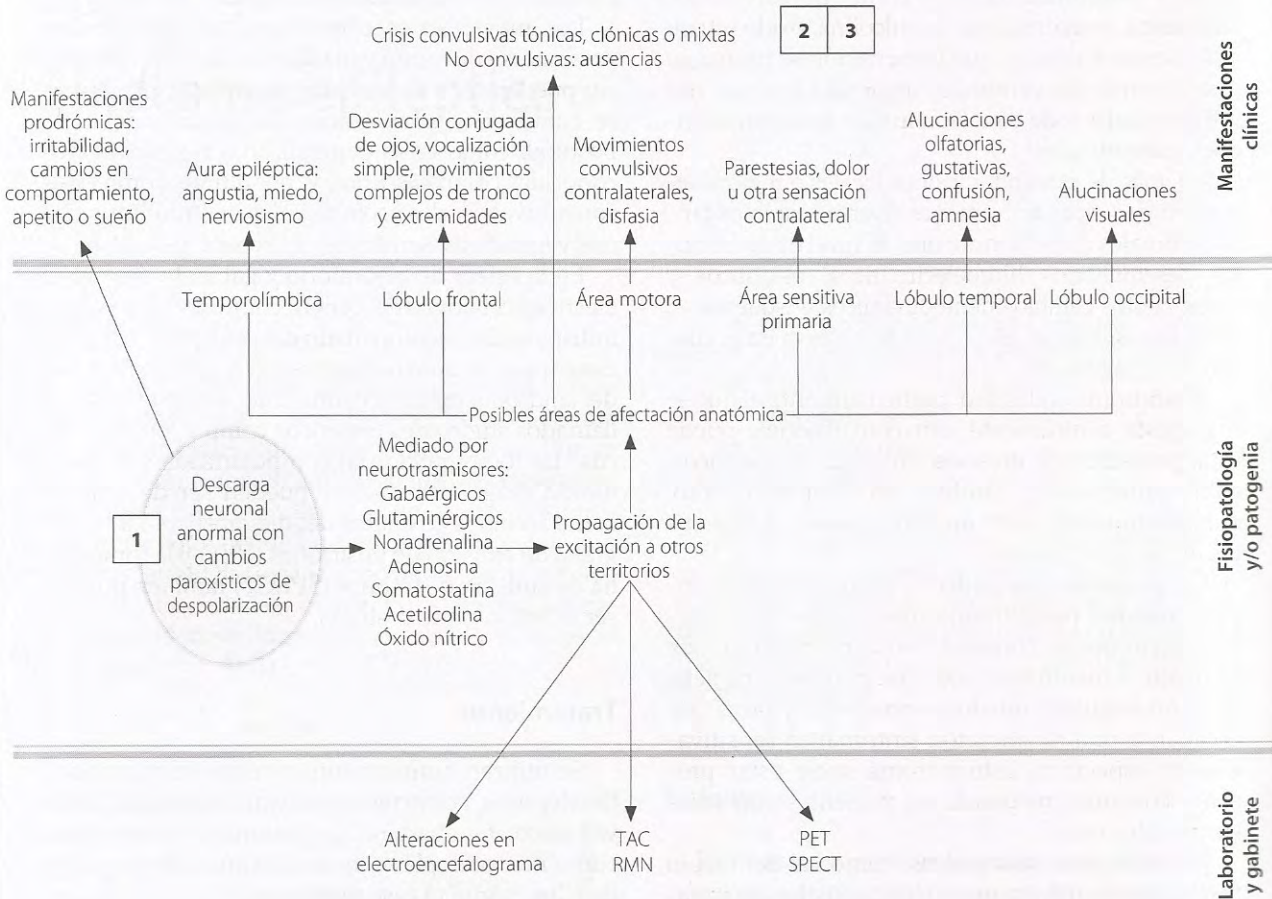 Crisis convulsivas tónicas, clónicas o mixtas
No convulsivas: ausencias
2 3
Manifestaciones
prodrómicas:
irritabilidad,
cambios en
comportamiento,
apetito o sueño
Aura epiléptica:
angustia, miedo,
nerviosismo
Desviación conjugada
de ojos, vocalización
simple, movimientos
complejos de tronco
y extremidades
Movimientos
convulsivos
contralaterales,
disfasia
Parestesias, dolor
u otra sensación
contralateral
Alucinaciones
olfatorias,
gustativas,
confusión,
amnesia
Alucinaciones
visuales
Manifestaciones
clínicas
Temporolímbica
Lóbulo frontal
Área motora
Área sensitiva
primaria
Lóbulo temporal
Lóbulo occipital
Posibles áreas de afectación anatómica
1
Descarga
neuronal
anormal con
cambios
paroxísticos de
despolarización
Mediado por
neurotrasmisores:
Gabaérgicos
Glutaminérgicos
Noradrenalina
Adenosina
Somatostatina
Acetilcolina
Óxido nítrico
Propagación de la
excitación a otros
territorios
Fisiopatología
y/o patogenia
Alteraciones en
electroencefalograma
TAC
RMN
PET
SPECT
Laboratorio
y gabinete